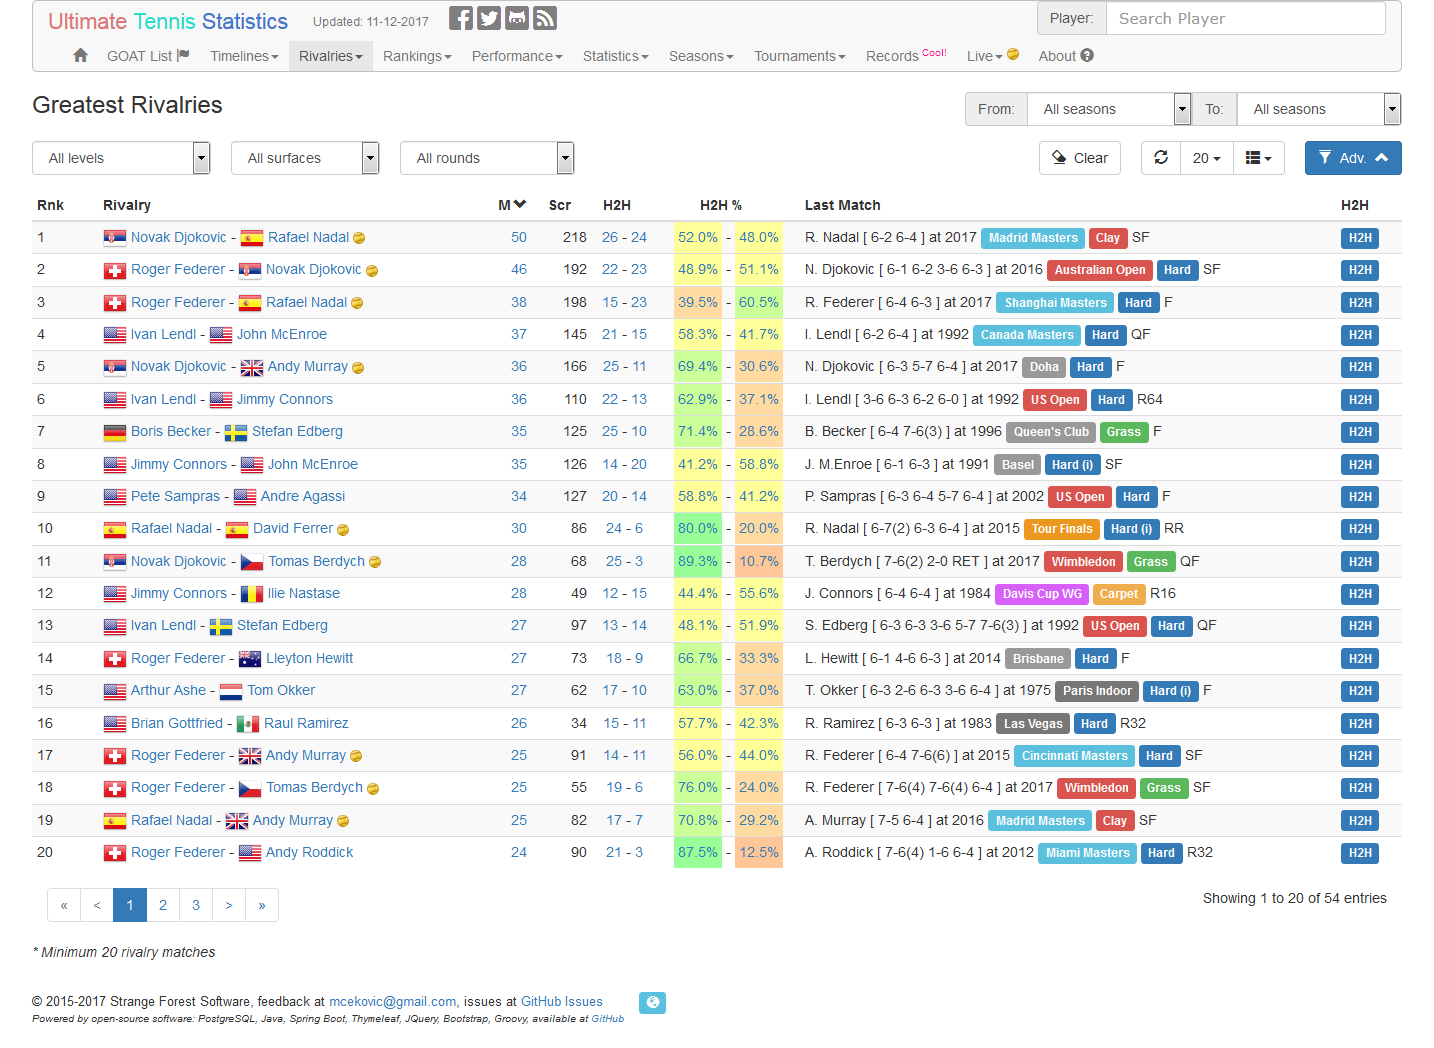 Ultimate Tennis Statistics Updated: 11-12-2017 Player: Search Player
GOAT List Timelines Rivalries Rankings Performance Statistics Seasons Tournaments Records Cool! Live About
Greatest Rivalries From: All seasons To: All seasons
All levels All surfaces All rounds Clear 20 Adv.
Rnk Rivalry M Scr H2H H2H % Last Match H2H
1 Novak Djokovic - Rafael Nadal 50 218 26 - 24 52.0% - 48.0% R. Nadal [ 6-2 6-4 ] at 2017 Madrid Masters Clay SF H2H
2 Roger Federer - Novak Djokovic 46 192 22 - 23 48.9% - 51.1% N. Djokovic [ 6-1 6-2 3-6 6-3 ] at 2016 Australian Open Hard SF H2H
3 Roger Federer - Rafael Nadal 38 198 15 - 23 39.5% - 60.5% R. Federer [ 6-4 6-3 ] at 2017 Shanghai Masters Hard F H2H
4 Ivan Lendl - John McEnroe 37 145 21 - 15 58.3% - 41.7% I. Lendl [ 6-2 6-4 ] at 1992 Canada Masters Hard QF H2H
5 Novak Djokovic - Andy Murray 36 166 25 - 11 69.4% - 30.6% N. Djokovic [ 6-3 5-7 6-4 ] at 2017 Doha Hard F H2H
6 Ivan Lendl - Jimmy Connors 36 110 22 - 13 62.9% - 37.1% I. Lendl [ 3-6 6-3 6-2 6-0 ] at 1992 US Open Hard R64 H2H
7 Boris Becker - Stefan Edberg 35 125 25 - 10 71.4% - 28.6% B. Becker [ 6-4 7-6(3) ] at 1996 Queen's Club Grass F H2H
8 Jimmy Connors - John McEnroe 35 126 14 - 20 41.2% - 58.8% J. M.Enroe [ 6-1 6-3 ] at 1991 Basel Hard (i) SF H2H
9 Pete Sampras - Andre Agassi 34 127 20 - 14 58.8% - 41.2% P. Sampras [ 6-3 6-4 5-7 6-4 ] at 2002 US Open Hard F H2H
10 Rafael Nadal - David Ferrer 30 86 24 - 6 80.0% - 20.0% R. Nadal [ 6-7(2) 6-3 6-4 ] at 2015 Tour Finals Hard (i) RR H2H
11 Novak Djokovic - Tomas Berdych 28 68 25 - 3 89.3% - 10.7% T. Berdych [ 7-6(2) 2-0 RET ] at 2017 Wimbledon Grass QF H2H
12 Jimmy Connors - Ilie Nastase 28 49 12 - 15 44.4% - 55.6% J. Connors [ 6-4 6-4 ] at 1984 Davis Cup WG Carpet R16 H2H
13 Ivan Lendl - Stefan Edberg 27 97 13 - 14 48.1% - 51.9% S. Edberg [ 6-3 6-3 3-6 5-7 7-6(3) ] at 1992 US Open Hard QF H2H
14 Roger Federer - Lleyton Hewitt 27 73 18 - 9 66.7% - 33.3% L. Hewitt [ 6-1 4-6 6-3 ] at 2014 Brisbane Hard F H2H
15 Arthur Ashe - Tom Okker 27 62 17 - 10 63.0% - 37.0% T. Okker [ 6-3 2-6 6-3 3-6 6-4 ] at 1975 Paris Indoor Hard (i) F H2H
16 Brian Gottfried - Raul Ramirez 26 34 15 - 11 57.7% - 42.3% R. Ramirez [ 6-3 6-3 ] at 1983 Las Vegas Hard R32 H2H
17 Roger Federer - Andy Murray 25 91 14 - 11 56.0% - 44.0% R. Federer [ 6-4 7-6(6) ] at 2015 Cincinnati Masters Hard SF H2H
18 Roger Federer - Tomas Berdych 25 55 19 - 6 76.0% - 24.0% R. Federer [ 7-6(4) 7-6(4) 6-4 ] at 2017 Wimbledon Grass SF H2H
19 Rafael Nadal - Andy Murray 25 82 17 - 7 70.8% - 29.2% A. Murray [ 7-5 6-4 ] at 2016 Madrid Masters Clay SF H2H
20 Roger Federer - Andy Roddick 24 90 21 - 3 87.5% - 12.5% A. Roddick [ 7-6(4) 1-6 6-4 ] at 2012 Miami Masters Hard R32 H2H
« < 1 2 3 > » Showing 1 to 20 of 54 entries
* Minimum 20 rivalry matches
© 2015-2017 Strange Forest Software, feedback at mcekovic@gmail.com, issues at GitHub Issues
Powered by open-source software: PostgreSQL, Java, Spring Boot, Thymeleaf, JQuery, Bootstrap, Groovy, available at GitHub